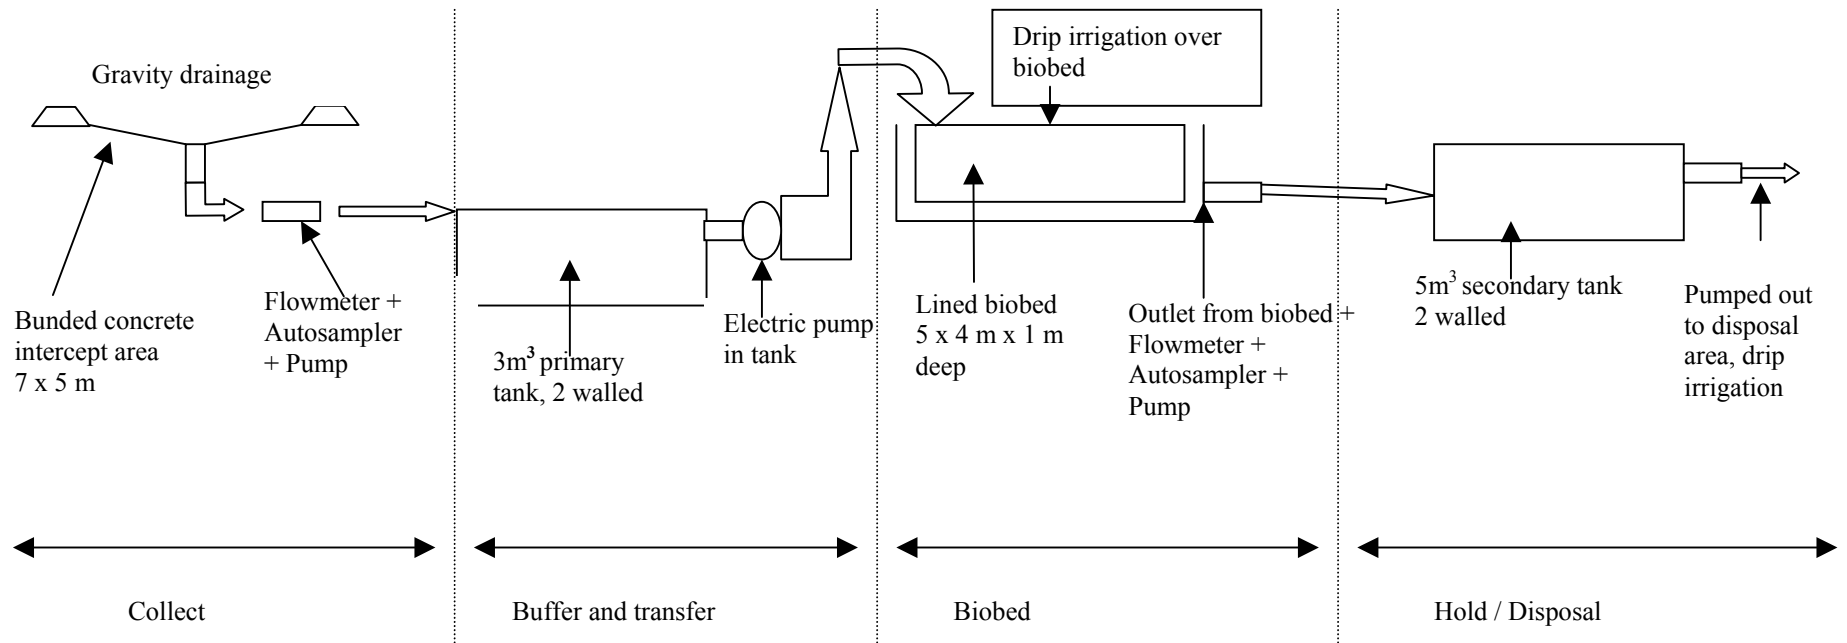 Gravity drainage
Bunded concrete
intercept area
7 x 5 m
Flowmeter +
Autosampler
+ Pump
3m³ primary
tank, 2 walled
Electric pump
in tank
Drip irrigation over
biobed
Lined biobed
5 x 4 m x 1 m
deep
Outlet from biobed +
Flowmeter +
Autosampler +
Pump
5m³ secondary tank
2 walled
Pumped out
to disposal
area, drip
irrigation
Collect
Buffer and transfer
Biobed
Hold / Disposal